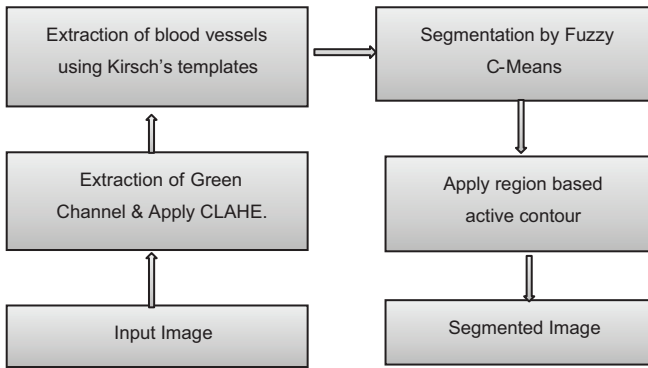 Extraction of blood vessels
using Kirsch's templates
Segmentation by Fuzzy
C-Means
Extraction of Green
Channel & Apply CLAHE.
Apply region based
active contour
Input Image
Segmented Image